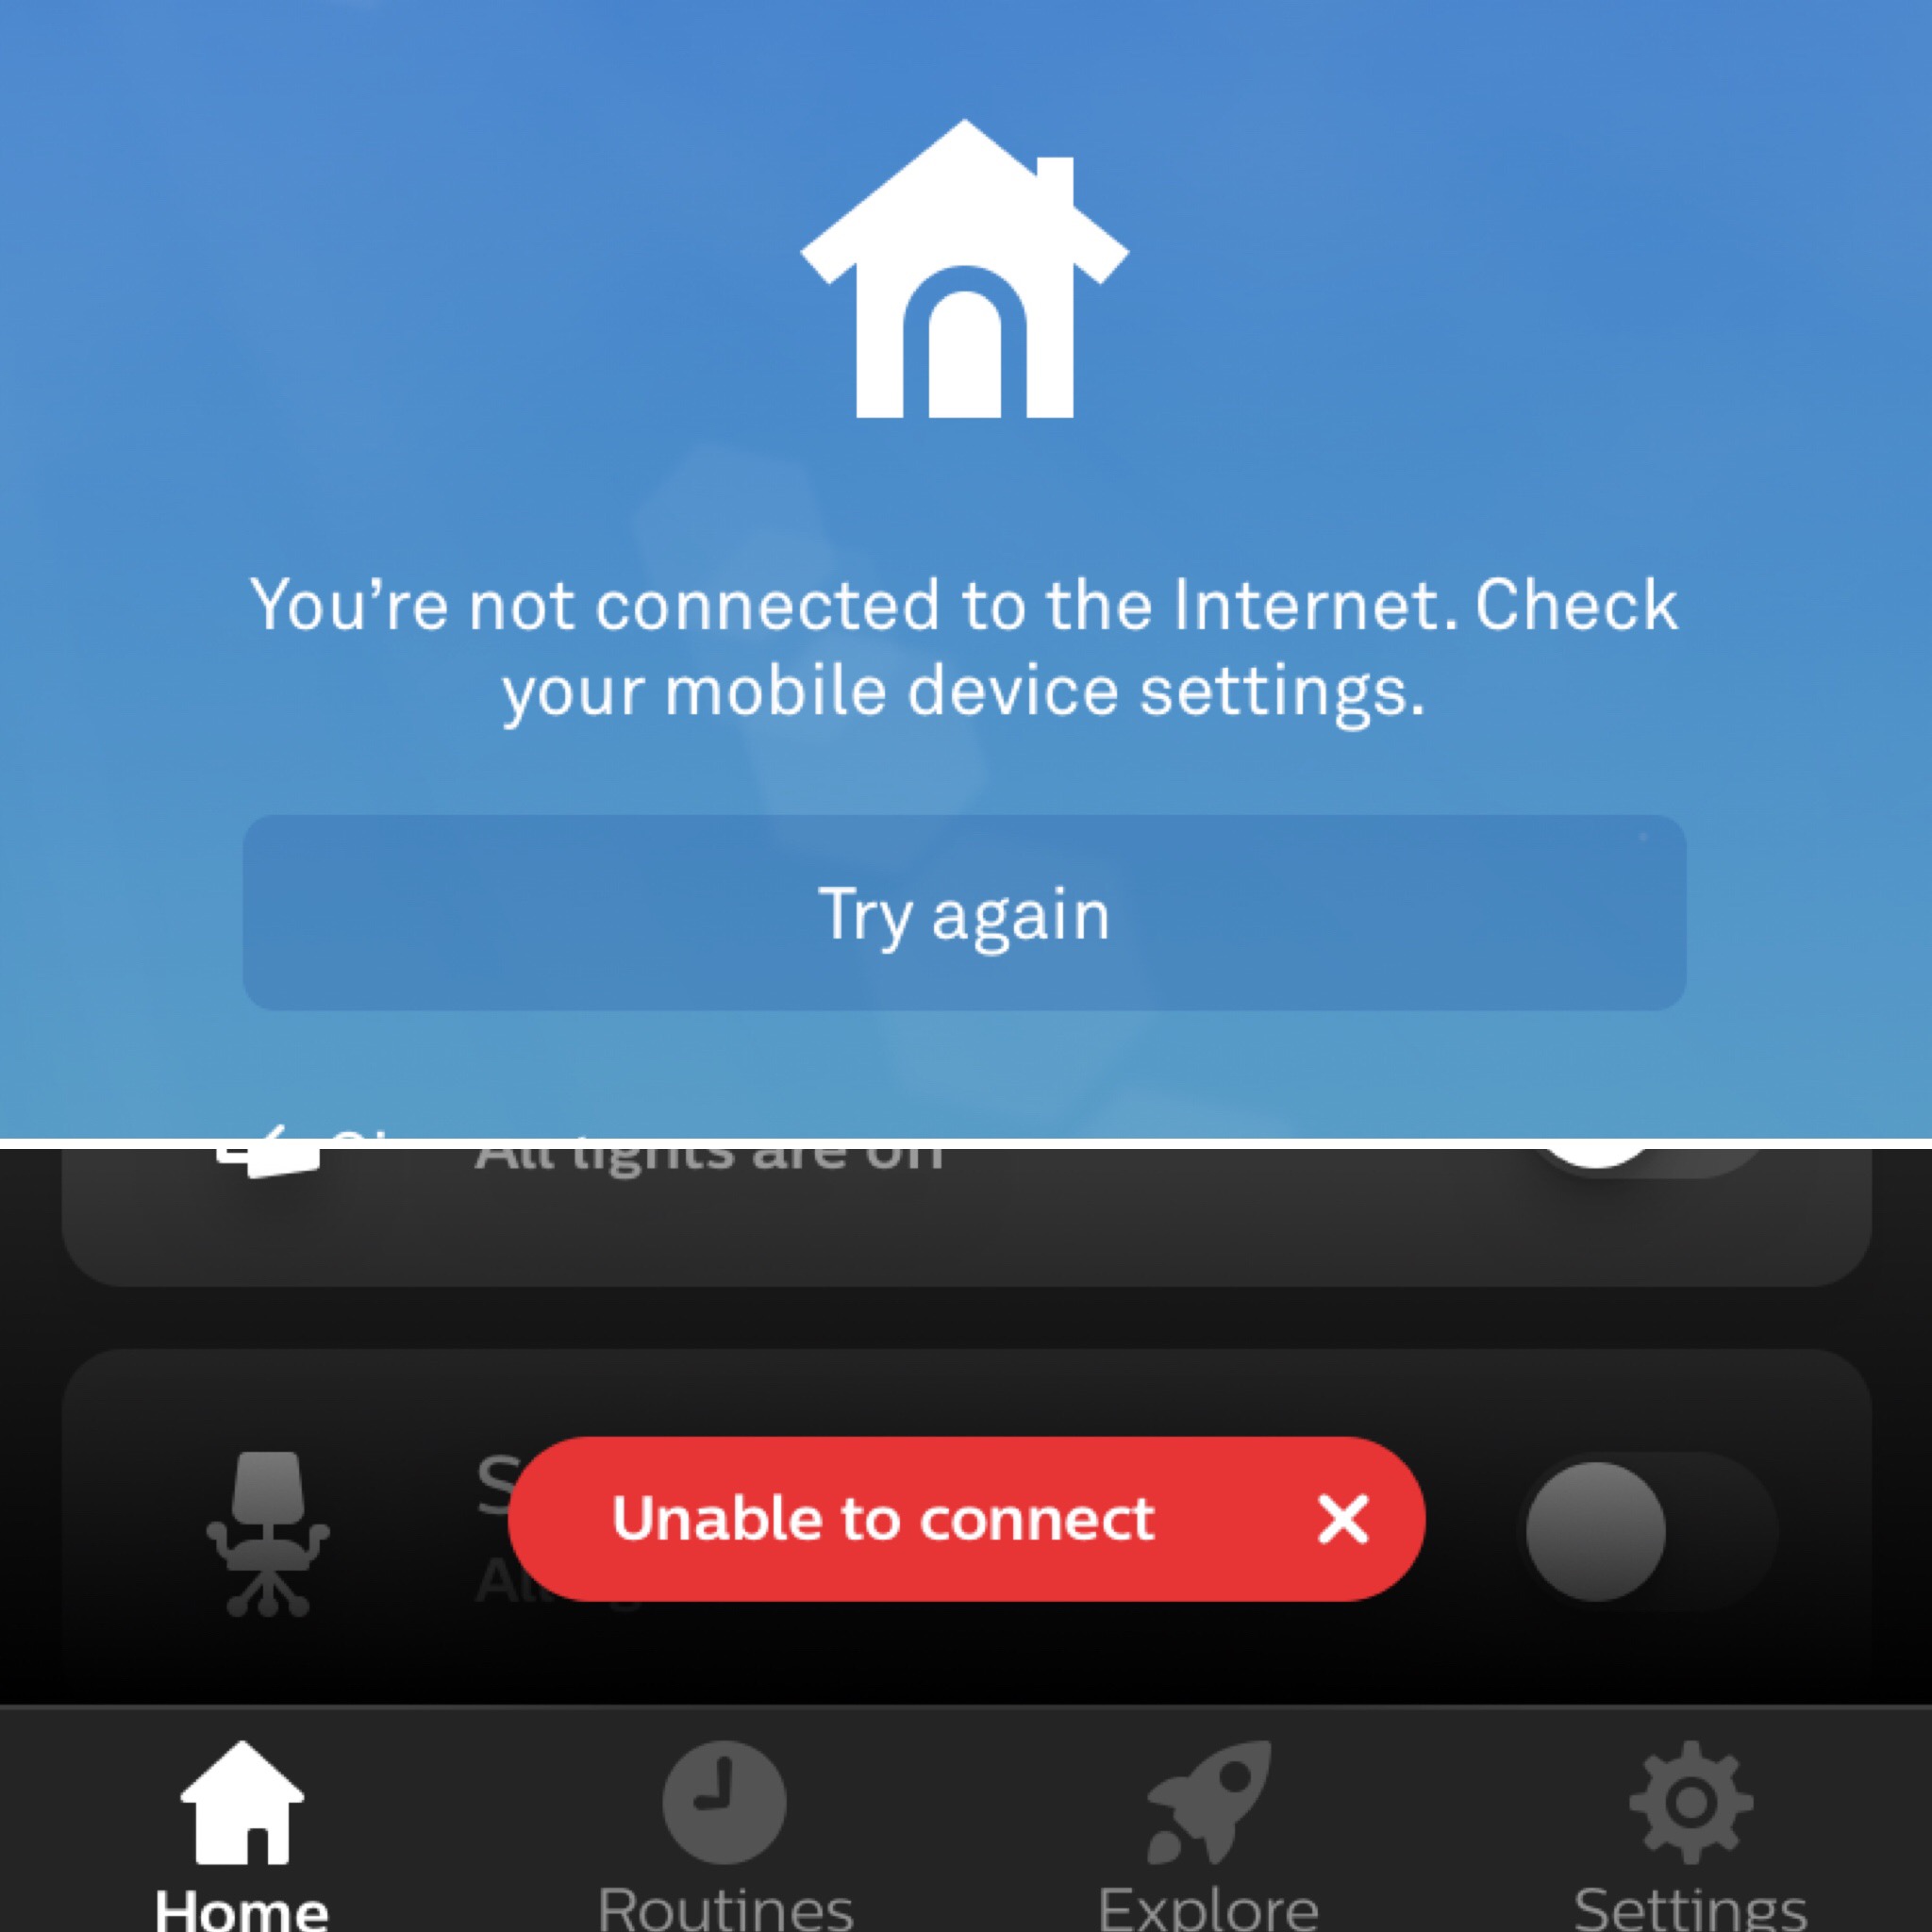 You’re not connected to the Internet. Check
your mobile device settings.
Try again
All lights are on
Unable to connect
Home
Routines
Explore
Settings